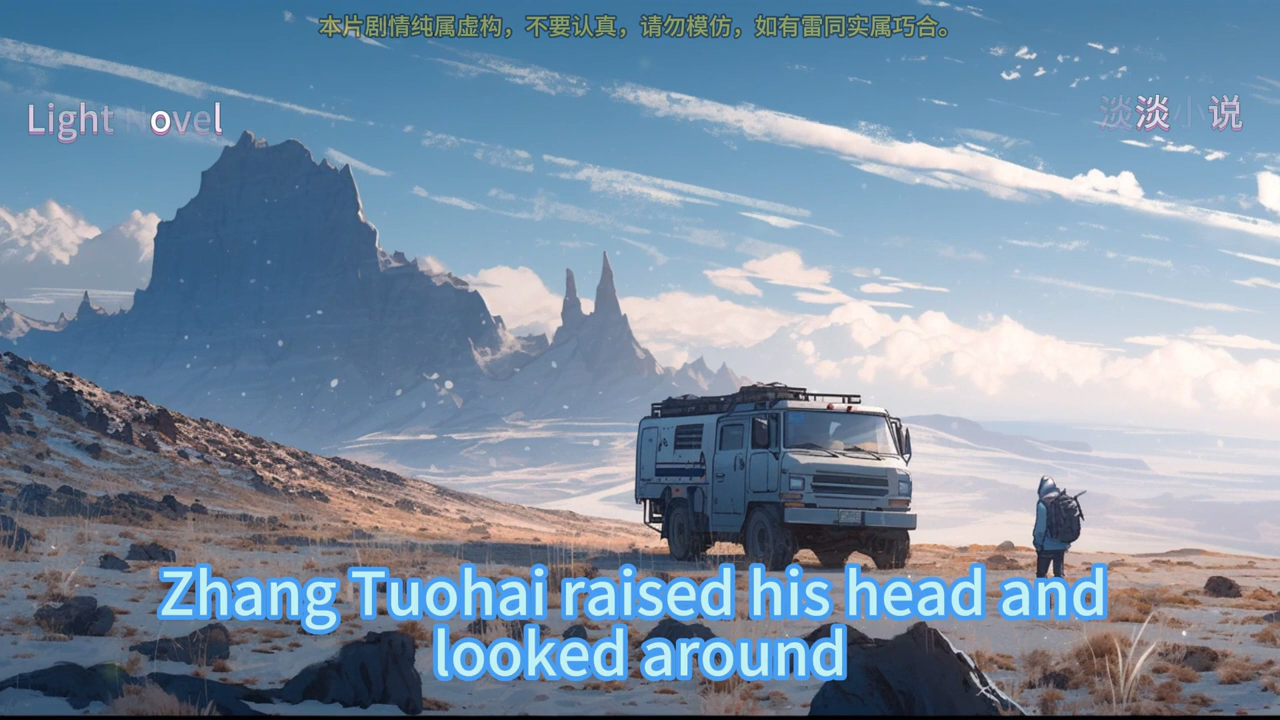 本片剧情纯属虚构，不要认真，请勿模仿，如有雷同实属巧合。
Light Novel
淡淡小说
Zhang Tuohai raised his head and
looked around